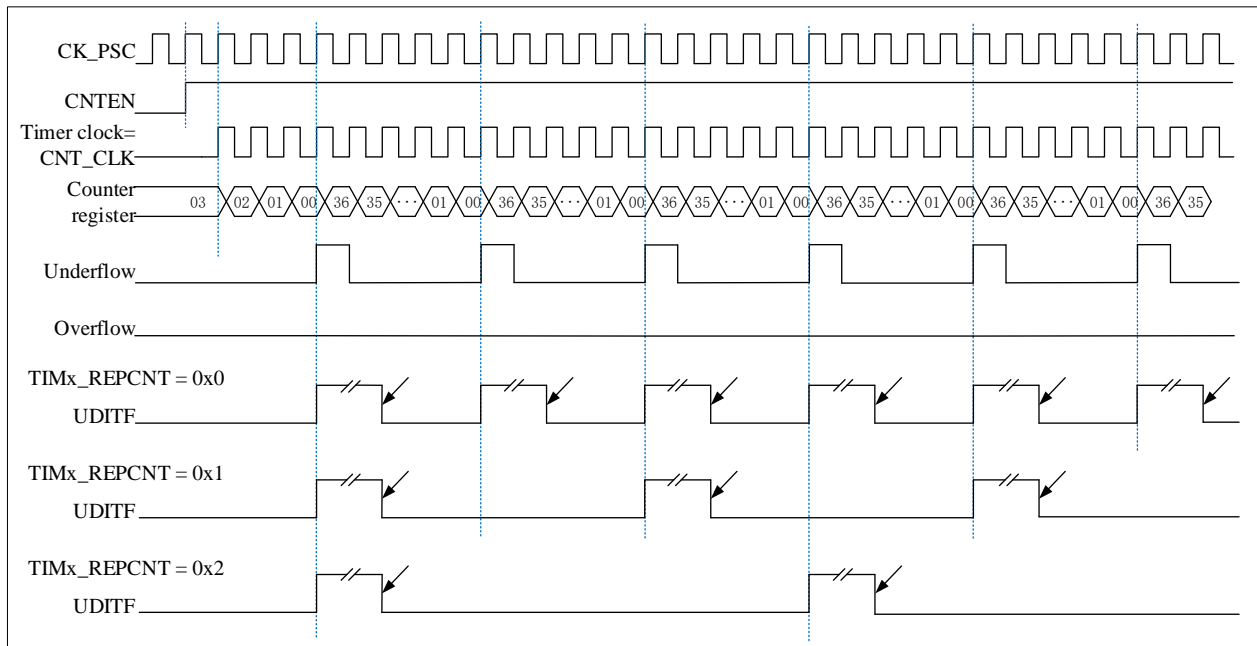 CK_PSC
CNTEN
Timer clock=
CNT_CLK
Counter
register
03 02 01 00 36 35 ··· 01 00 36 35 ··· 01 00 36 35 ··· 01 00 36 35 ··· 01 00 36 35 ··· 01 00 36 35
Underflow
Overflow
TIMx_REPCNT = 0x0
UDITF
TIMx_REPCNT = 0x1
UDITF
TIMx_REPCNT = 0x2
UDITF